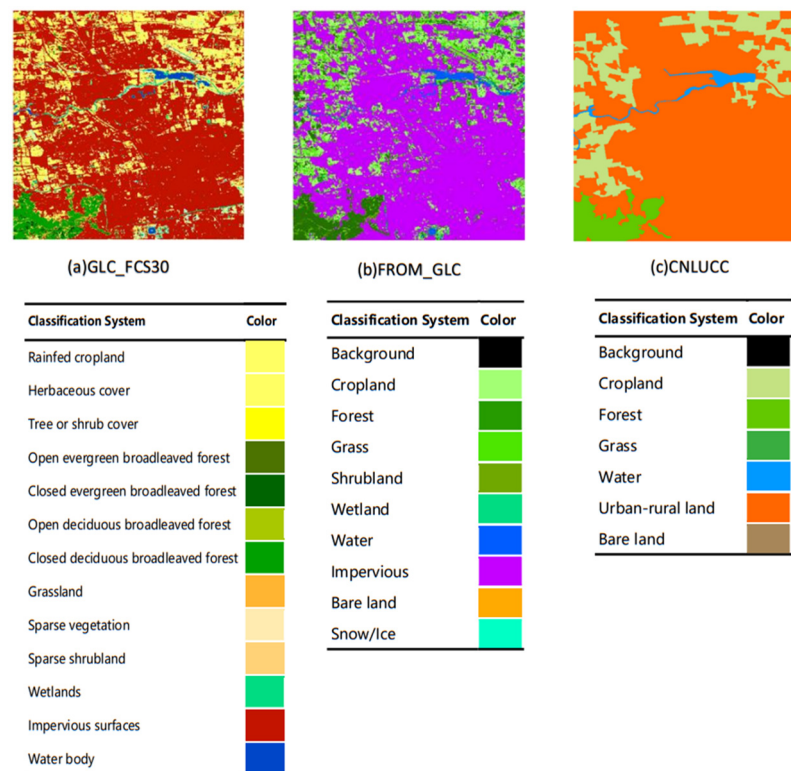 (a)GLC_FCS30
(b)FROM_GLC
(c)CNLUCC
Classification System Color
Rainfed cropland
Herbaceous cover
Tree or shrub cover
Open evergreen broadleaved forest
Closed evergreen broadleaved forest
Open deciduous broadleaved forest
Closed deciduous broadleaved forest
Grassland
Sparse vegetation
Sparse shrubland
Wetlands
Impervious surfaces
Water body
Classification System Color
Background
Cropland
Forest
Grass
Shrubland
Wetland
Water
Impervious
Bare land
Snow/Ice
Classification System Color
Background
Cropland
Forest
Grass
Water
Urban-rural land
Bare land